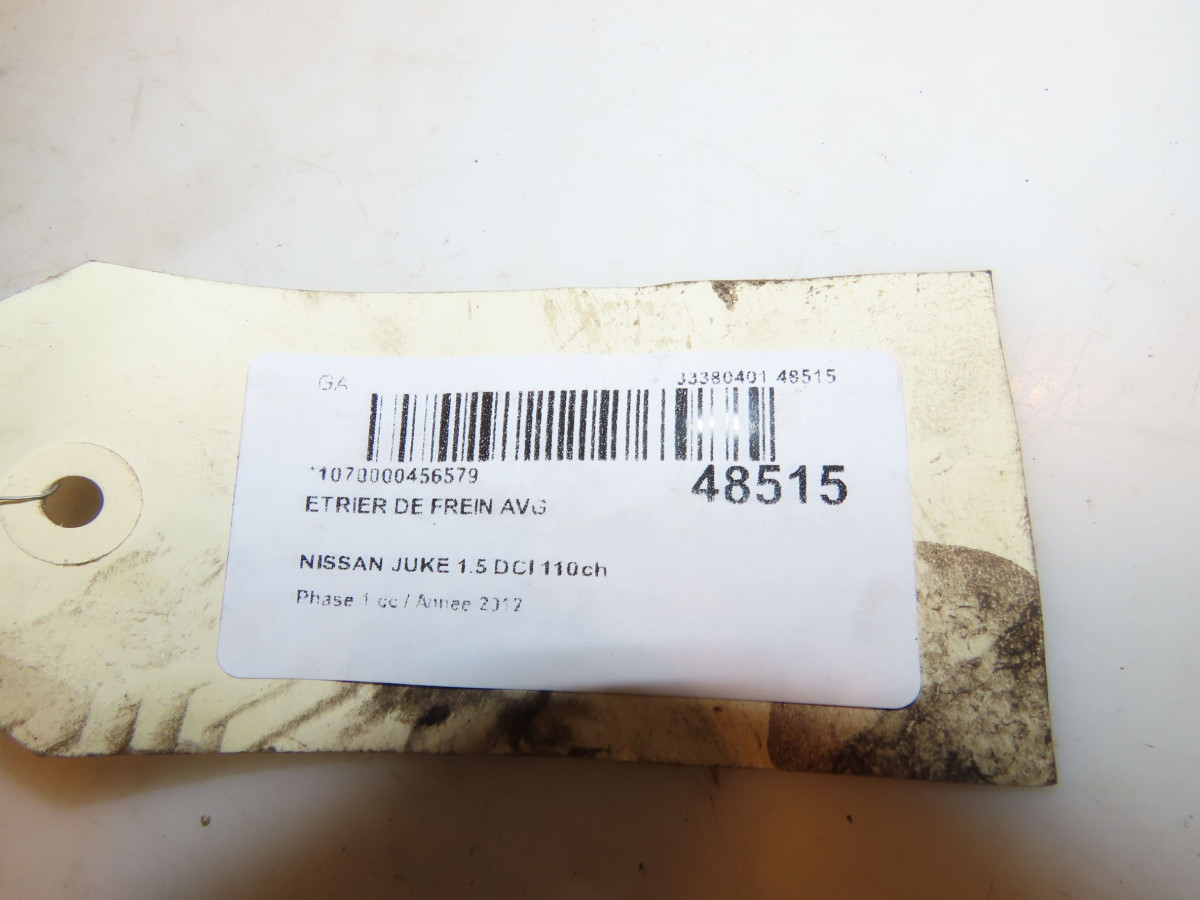 GA
33380401 48515
*1070000456579
48515
ETRIER DE FREIN AVG
NISSAN JUKE 1.5 DCI 110ch
Phase 1 cc / Annee 2012